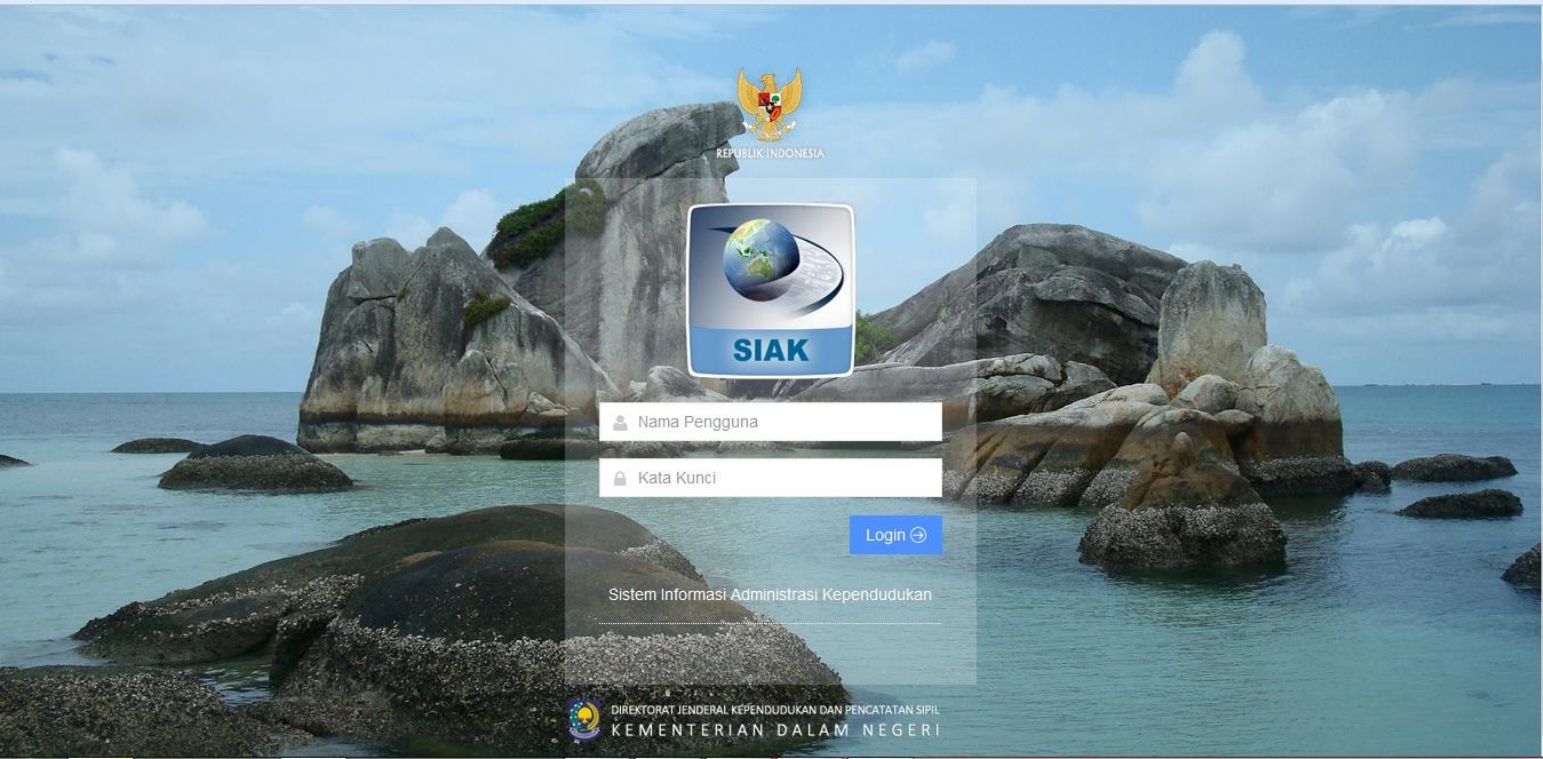 REPUBLIK INDONESIA
SIAK
Nama Pengguna
Kata Kunci
Login
Sistem Informasi Administrasi Kependudukan
DIREKTORAT JENDERAL KEPENDUDUKAN DAN PENCATATAN SIPIL
KEMENTERIAN DALAM NEGERI